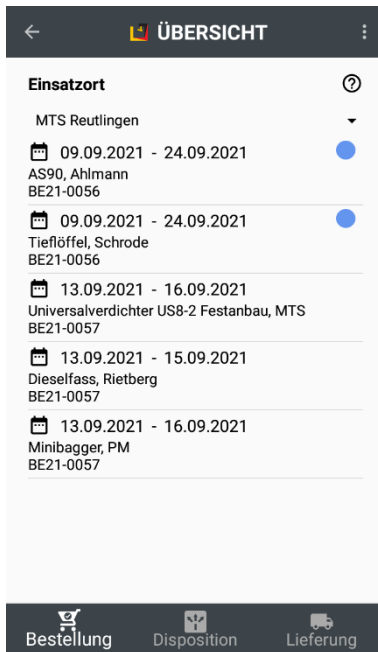 ÜBERSICHT
Einsatzort
MTS Reutlingen
09.09.2021 - 24.09.2021
AS90, Ahlmann
BE21-0056
09.09.2021 - 24.09.2021
Tieflöffel, Schrode
BE21-0056
13.09.2021 - 16.09.2021
Universalverdichter US8-2 Festanbau, MTS
BE21-0057
13.09.2021 - 15.09.2021
Dieselfass, Rietberg
BE21-0057
13.09.2021 - 16.09.2021
Minibagger, PM
BE21-0057
Bestellung Disposition Lieferung